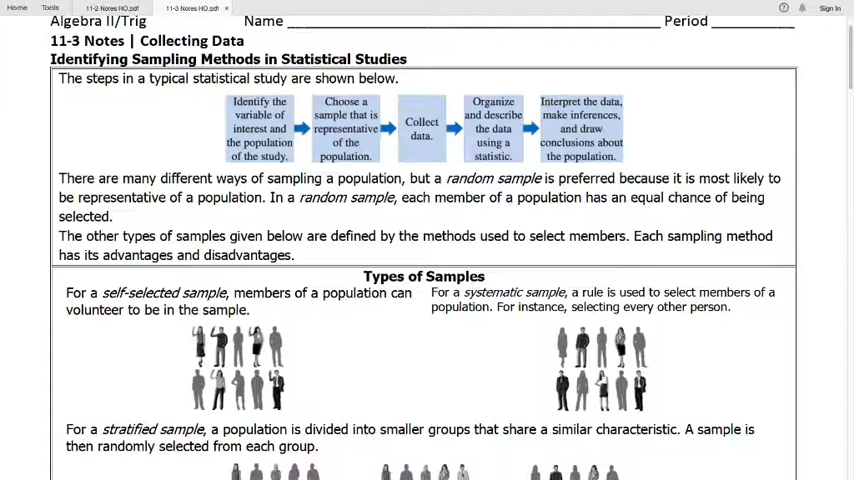 Home Tools 11-2 Notes HO.pdf 11-3 Notes HO.pdf × Sign In
Algebra II/Trig Name ______________________ Period __________
11-3 Notes | Collecting Data
Identifying Sampling Methods in Statistical Studies
The steps in a typical statistical study are shown below.
Identify the variable of interest and the population of the study.
Choose a sample that is representative of the population.
Collect data.
Organize and describe the data using a statistic.
Interpret the data, make inferences, and draw conclusions about the population.
There are many different ways of sampling a population, but a random sample is preferred because it is most likely to
be representative of a population. In a random sample, each member of a population has an equal chance of being
selected.
The other types of samples given below are defined by the methods used to select members. Each sampling method
has its advantages and disadvantages.
Types of Samples
For a self-selected sample, members of a population can
volunteer to be in the sample.
For a systematic sample, a rule is used to select members of a
population. For instance, selecting every other person.
For a stratified sample, a population is divided into smaller groups that share a similar characteristic. A sample is
then randomly selected from each group.